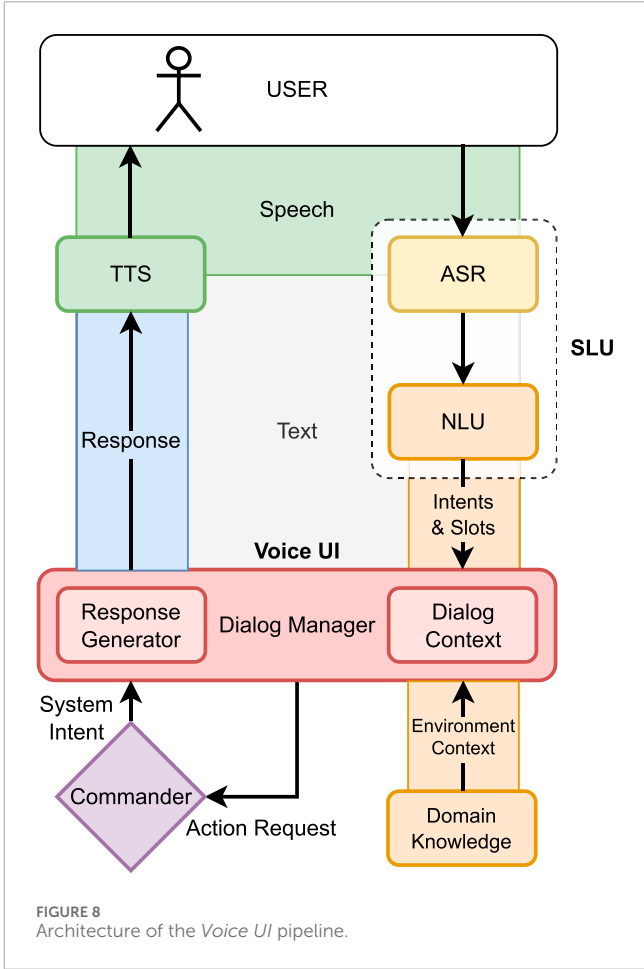 USER
Speech
TTS
ASR
SLU
NLU
Response
Text
Intents
& Slots
Voice UI
Response
Generator
Dialog Manager
Dialog
Context
System
Intent
Environment
Context
Commander
Action Request
Domain
Knowledge
FIGURE 8
Architecture of the Voice UI pipeline.